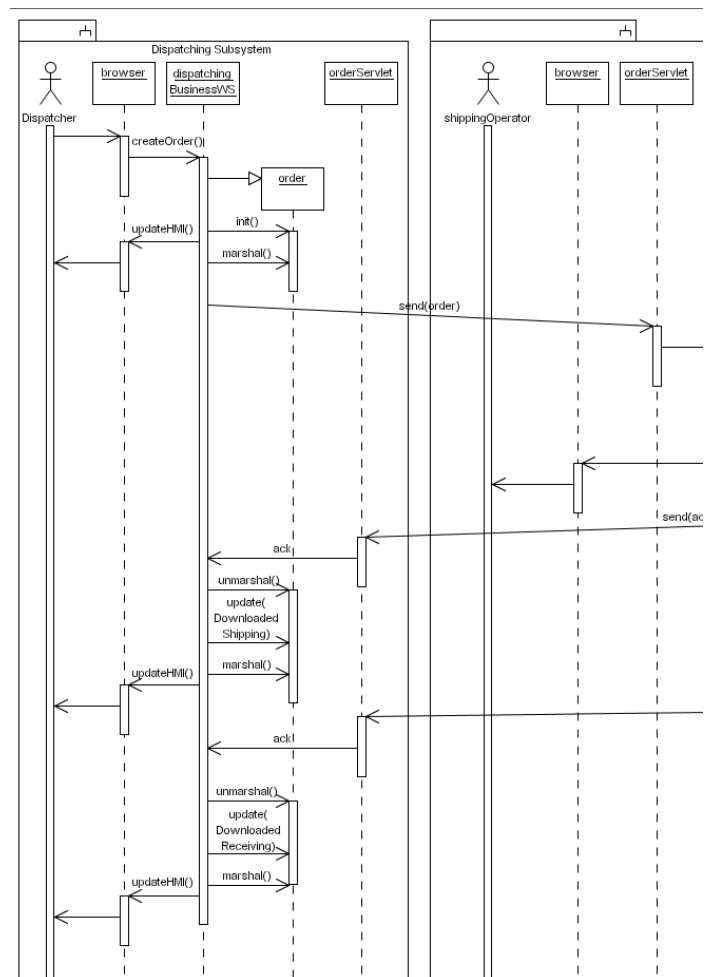 Dispatching Subsystem
browser
dispatching
BusinessWS
orderServlet
browser
orderServlet
Dispatcher
shippingOperator
createOrder()
order
init()
updateHMI()
marshal()
send(order)
send(ac
ack
unmarshal()
update(
Downloaded
Shipping)
marshal()
updateHMI()
ack
unmarshal()
update(
Downloaded
Receiving)
marshal()
updateHMI()